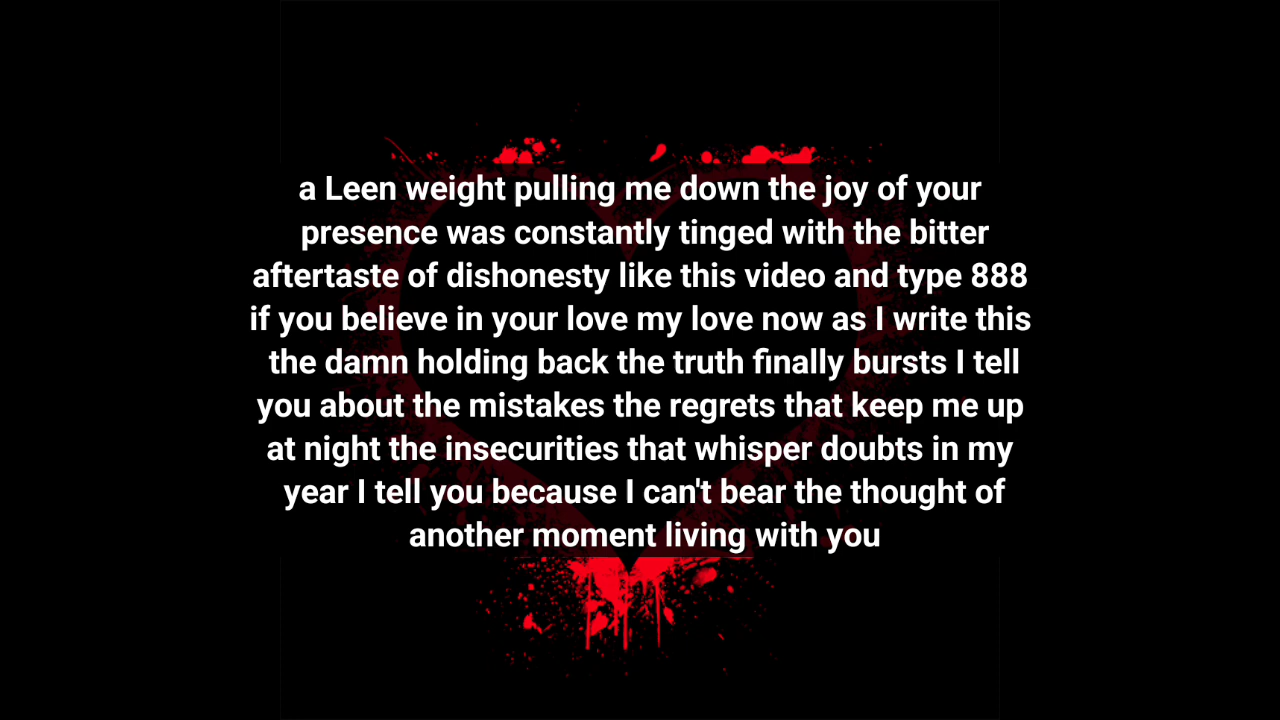 a Leen weight pulling me down the joy of your
presence was constantly tinged with the bitter
aftertaste of dishonesty like this video and type 888
if you believe in your love my love now as I write this
the damn holding back the truth finally bursts I tell
you about the mistakes the regrets that keep me up
at night the insecurities that whisper doubts in my
year I tell you because I can't bear the thought of
another moment living with you